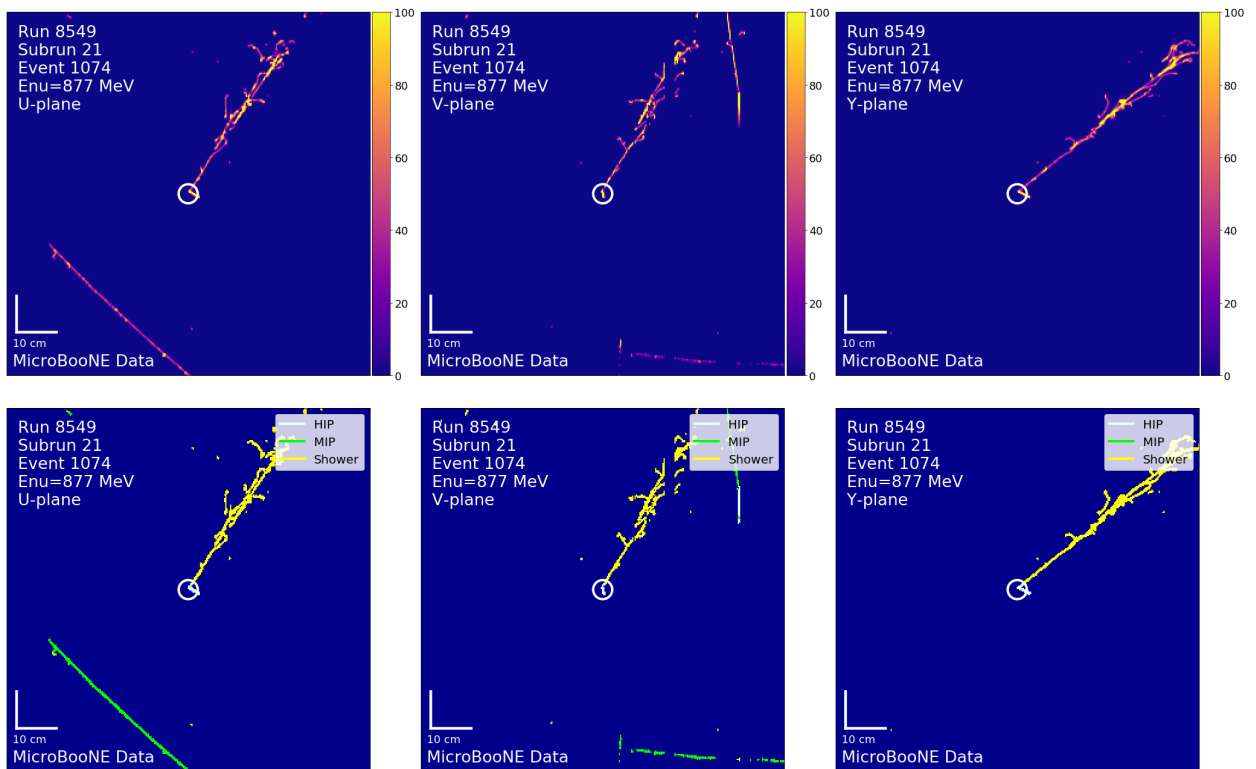 Run 8549
Subrun 21
Event 1074
Enu=877 MeV
U-plane
10 cm
MicroBooNE Data
100
80
60
40
20
0
Run 8549
Subrun 21
Event 1074
Enu=877 MeV
V-plane
10 cm
MicroBooNE Data
100
80
60
40
20
0
Run 8549
Subrun 21
Event 1074
Enu=877 MeV
Y-plane
10 cm
MicroBooNE Data
100
80
60
40
20
0
Run 8549
Subrun 21
Event 1074
Enu=877 MeV
U-plane
HIP
MIP
Shower
10 cm
MicroBooNE Data
Run 8549
Subrun 21
Event 1074
Enu=877 MeV
V-plane
HIP
MIP
Shower
10 cm
MicroBooNE Data
Run 8549
Subrun 21
Event 1074
Enu=877 MeV
Y-plane
HIP
MIP
Shower
10 cm
MicroBooNE Data